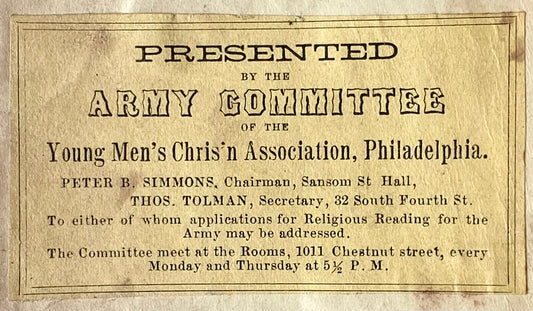 PRESENTED
BY THE
ARMY COMMITTEE
OF THE
Young Men's Chris'n Association, Philadelphia.
PETER B. SIMMONS, Chairman, Sansom St Hall,
THOS. TOLMAN, Secretary, 32 South Fourth St.
To either of whom applications for Religious Reading for the
Army may be addressed.
The Committee meet at the Rooms, 1011 Chestnut street, every
Monday and Thursday at 5½ P. M.